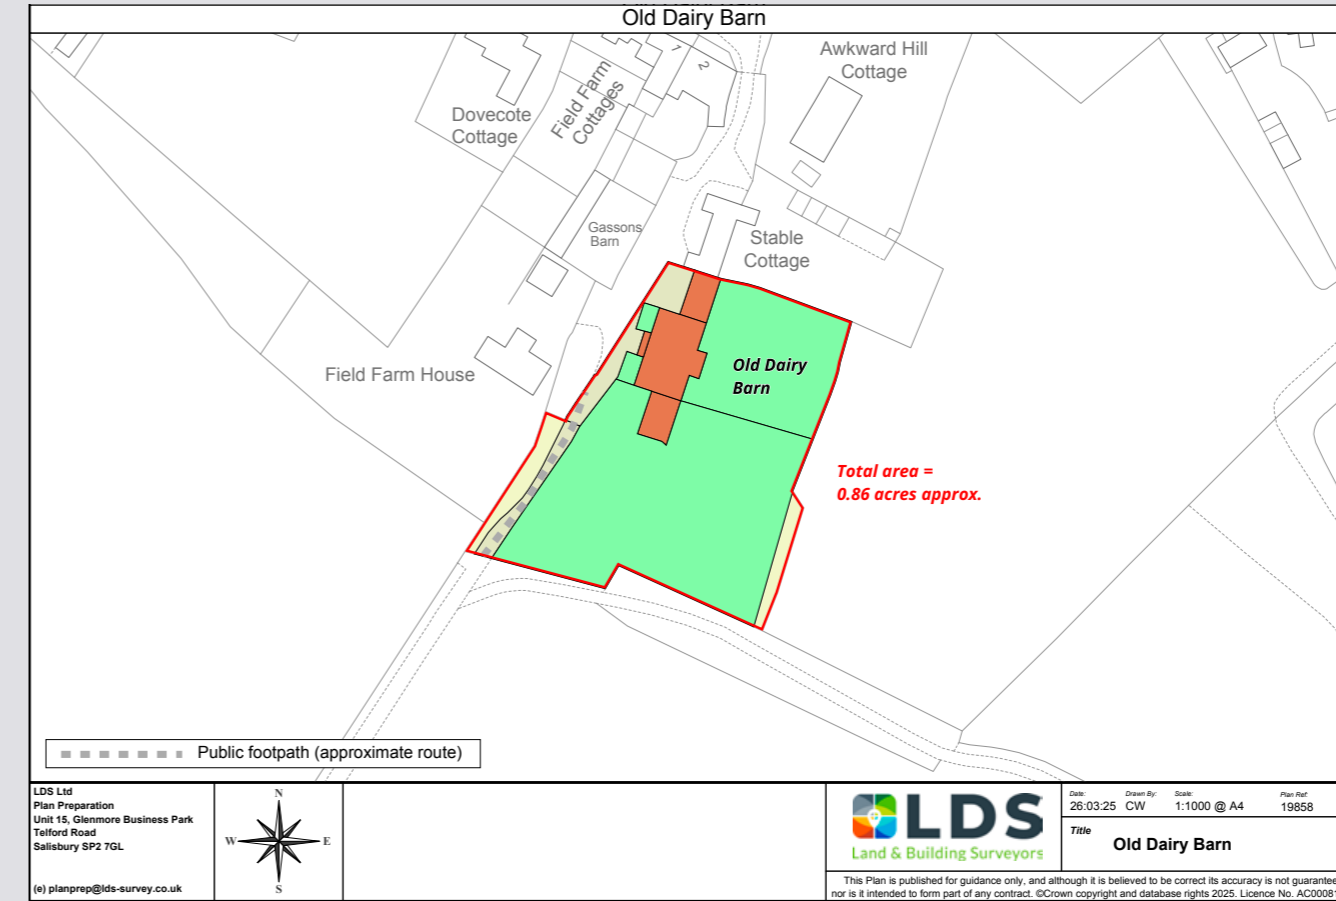 Old Dairy Barn
Awkward Hill
Cottage
1
2
Dovecote
Cottage
Field Farm
Cottages
Gassons
Barn
Stable
Cottage
Field Farm House
Old Dairy
Barn
Total area =
0.86 acres approx.
Public footpath (approximate route)
LDS Ltd
Plan Preparation
Unit 15, Glenmore Business Park
Telford Road
Salisbury SP2 7GL
(e) planprep@lds-survey.co.uk
N
W
E
S
LDS
Land & Building Surveyors
Date: Drawn By: Scale: Plan Ref:
26:03:25 CW 1:1000 @ A4 19858
Title
Old Dairy Barn
This Plan is published for guidance only, and although it is believed to be correct its accuracy is not guarantee
nor is it intended to form part of any contract. ©Crown copyright and database rights 2025. Licence No. AC00081